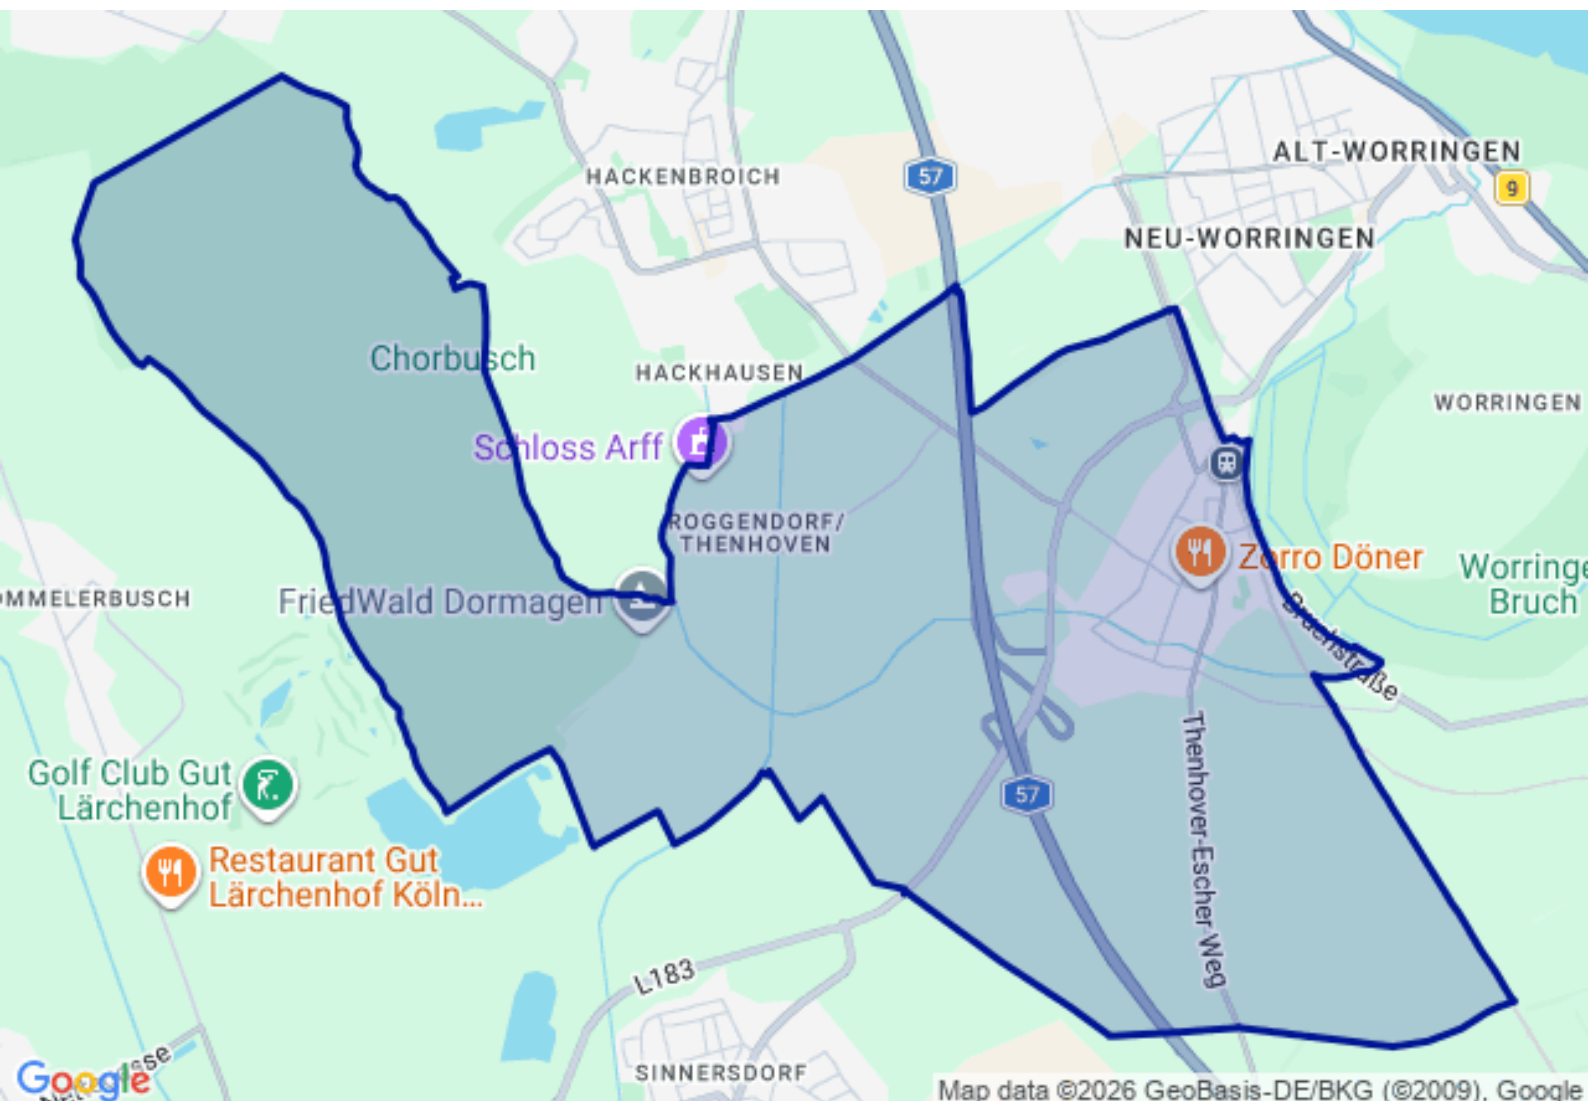 ALT-WORRINGEN
HACKENBROICH
57
9
NEU-WORRINGEN
Chorbusch
HACKHAUSEN
WORRINGEN
Schloss Arff
ROGGENDORF/
THENHOVEN
Zorro Döner
Worringe
Bruch
OMMELERBUSCH
FriedWald Dormagen
Bruchstraße
Golf Club Gut
Lärchenhof
57
Thenhover-Escher-Weg
Restaurant Gut
Lärchenhof Köln...
L183
SINNERSDORF
Google
Map data ©2026 GeoBasis-DE/BKG (©2009), Google